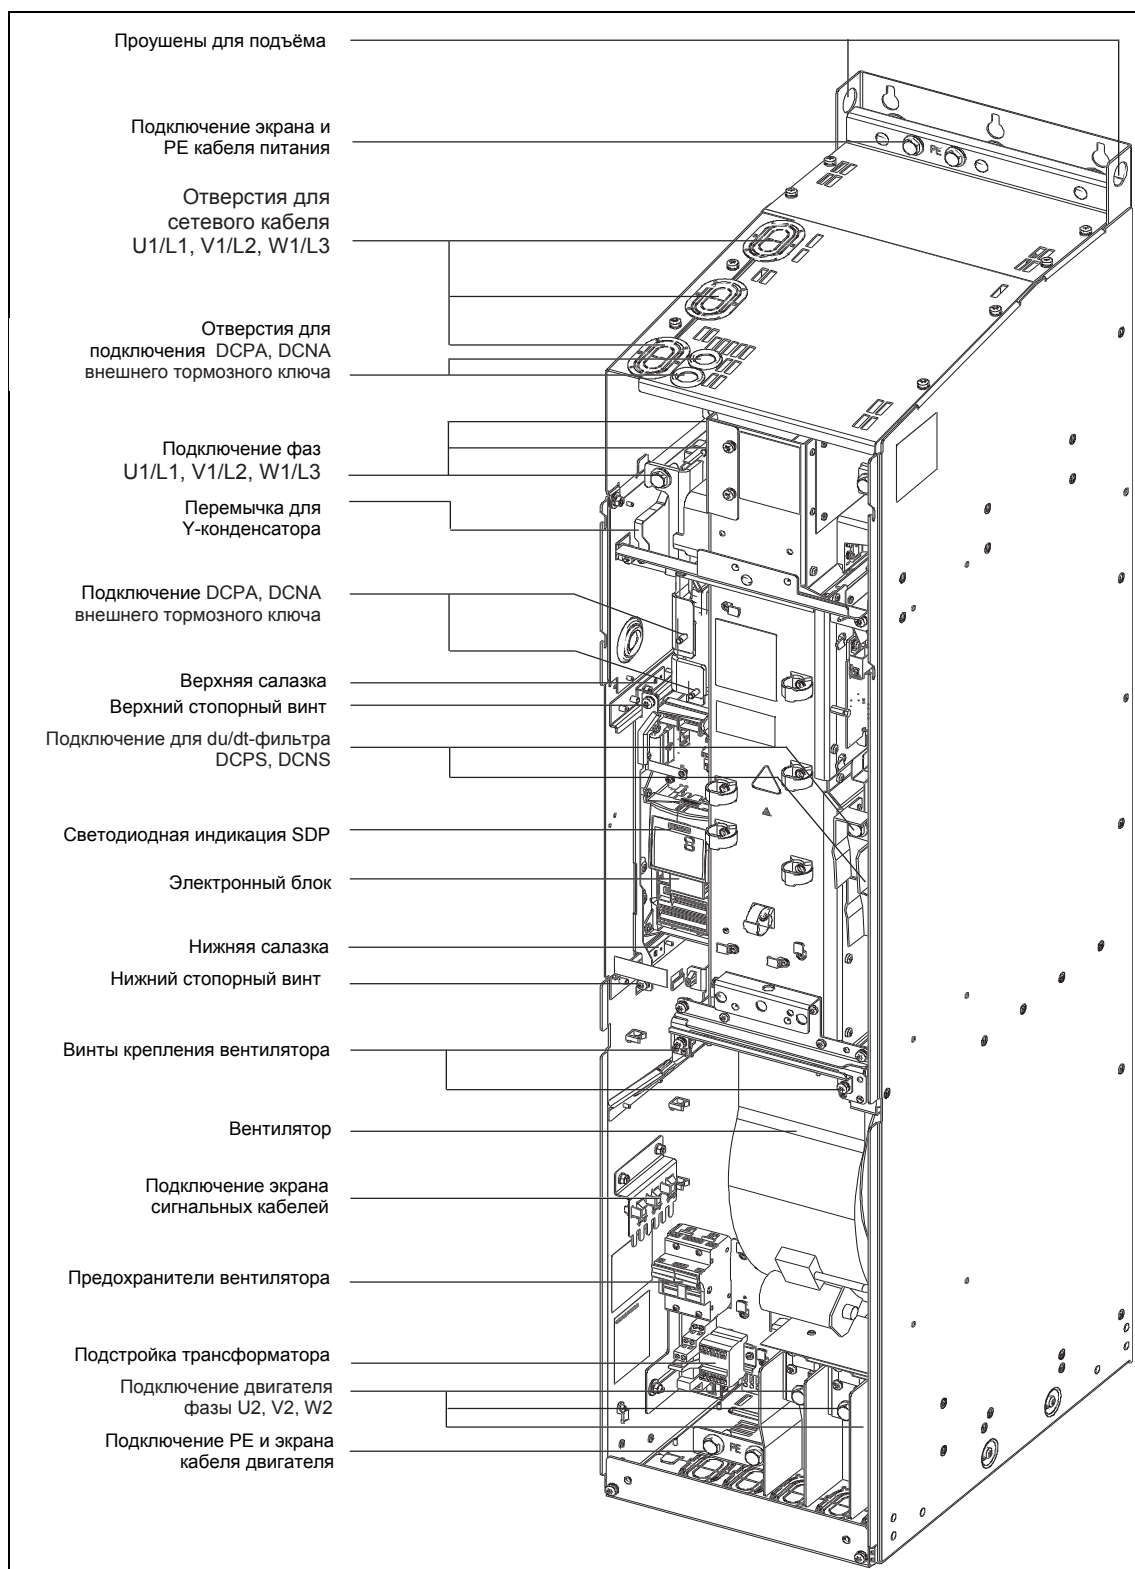 Проушены для подъёма
Подключение экрана и
PE кабеля питания
PE
Отверстия для
сетевого кабеля
U1/L1, V1/L2, W1/L3
Отверстия для
подключения DCPA, DCNA
внешнего тормозного ключа
Подключение фаз
U1/L1, V1/L2, W1/L3
Перемычка для
Y-конденсатора
Подключение DCPA, DCNA
внешнего тормозного ключа
Верхняя салазка
Верхний стопорный винт
Подключение для du/dt-фильтра
DCPS, DCNS
Светодиодная индикация SDP
Электронный блок
Нижняя салазка
Нижний стопорный винт
Винты крепления вентилятора
Вентилятор
Подключение экрана
сигнальных кабелей
Предохранители вентилятора
Подстройка трансформатора
Подключение двигателя
фазы U2, V2, W2
Подключение PE и экрана
кабеля двигателя
PE